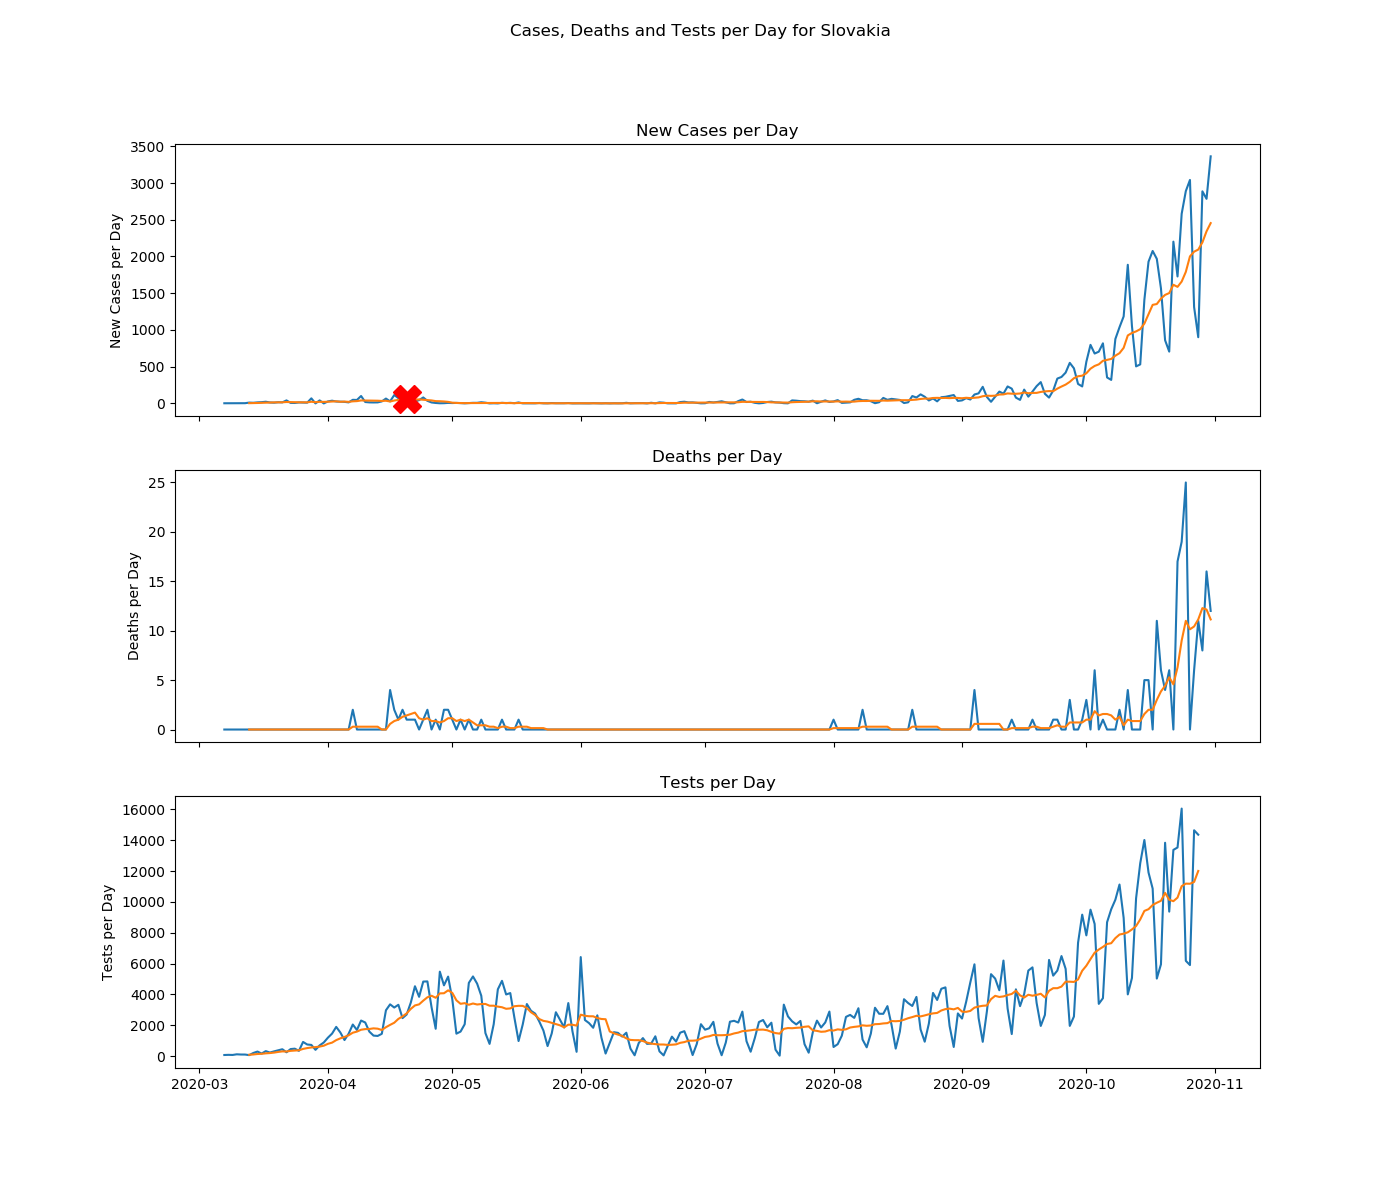 Cases, Deaths and Tests per Day for Slovakia
New Cases per Day
New Cases per Day
3500
3000
2500
2000
1500
1000
500
0
Deaths per Day
Deaths per Day
25
20
15
10
5
0
Tests per Day
Tests per Day
16000
14000
12000
10000
8000
6000
4000
2000
0
2020-03 2020-04 2020-05 2020-06 2020-07 2020-08 2020-09 2020-10 2020-11